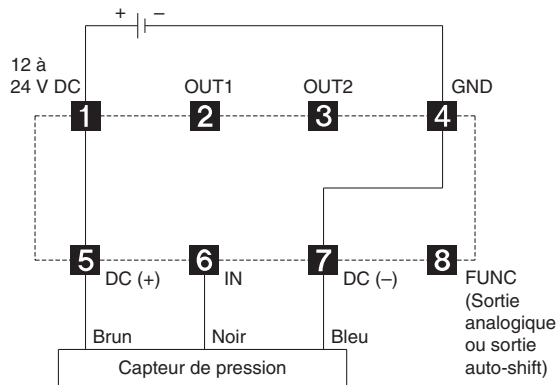 + –
12 à
24 V DC
OUT1
OUT2
GND
1
2
3
4
5
6
7
8
DC (+)
IN
DC (–)
FUNC
(Sortie
analogique
ou sortie
auto-shift)
Brun
Noir
Bleu
Capteur de pression